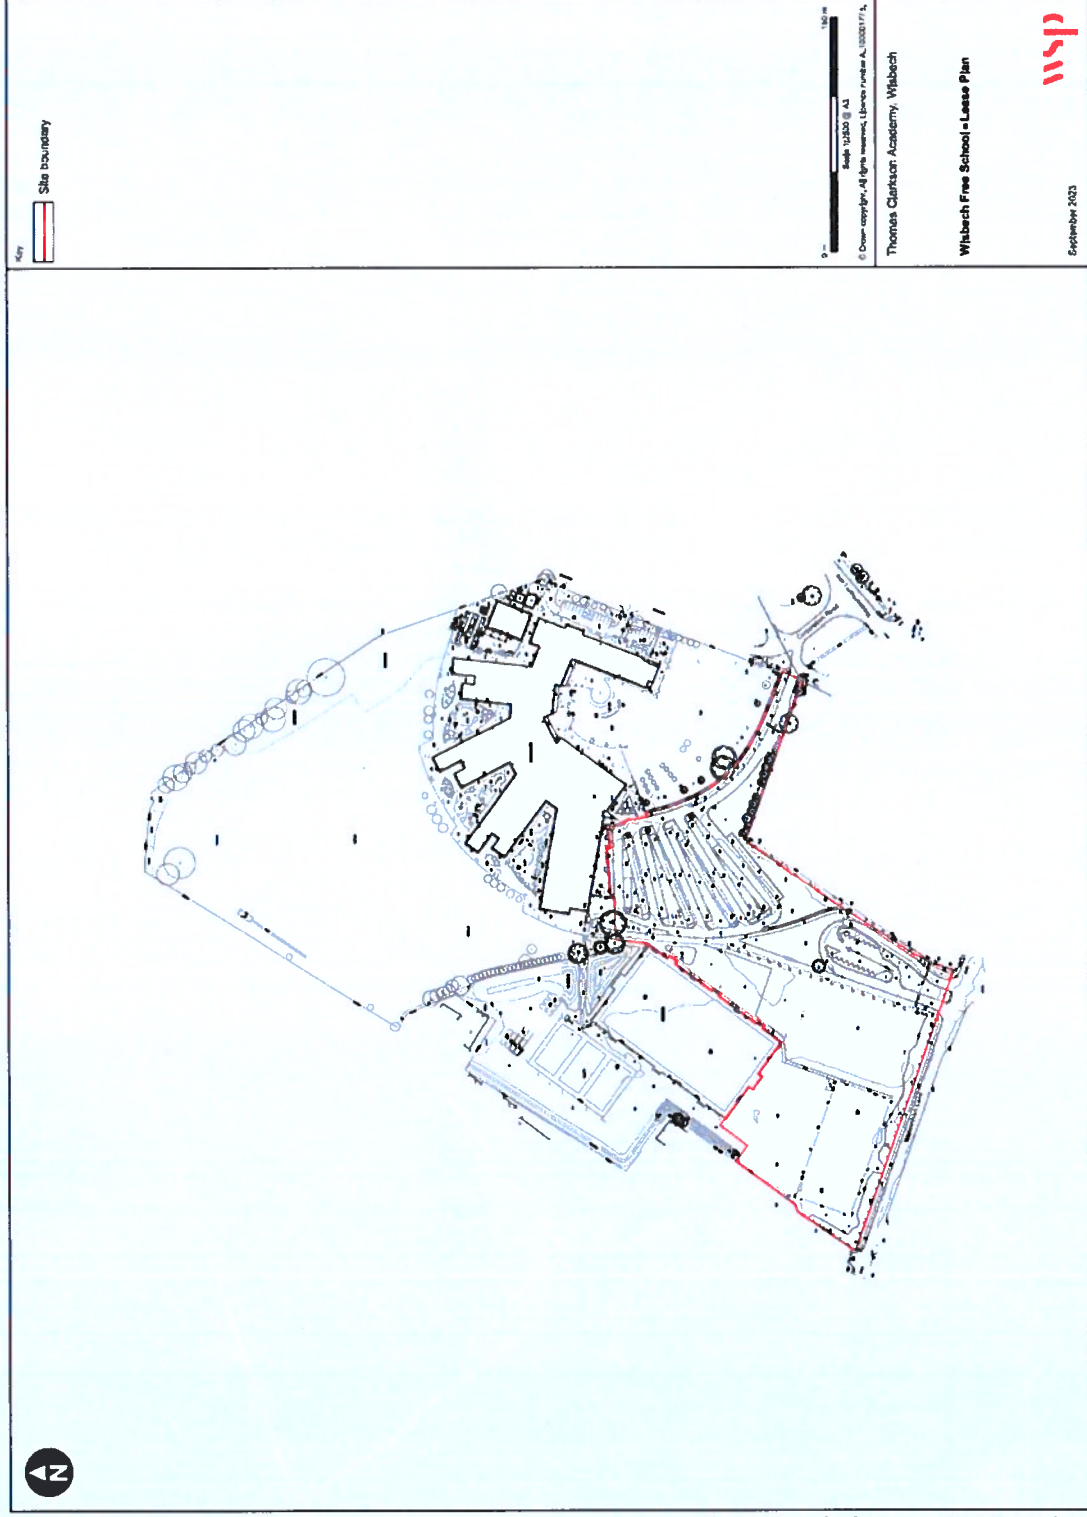 Key
Site boundary
0 m
150 m
Scale 1:2500 @ A3
© Crown copyright, All rights reserved, Licence number
Thomas Clarkson Academy, Wisbech
Wisbech Free School - Lease Plan
September 2023
wsp
N